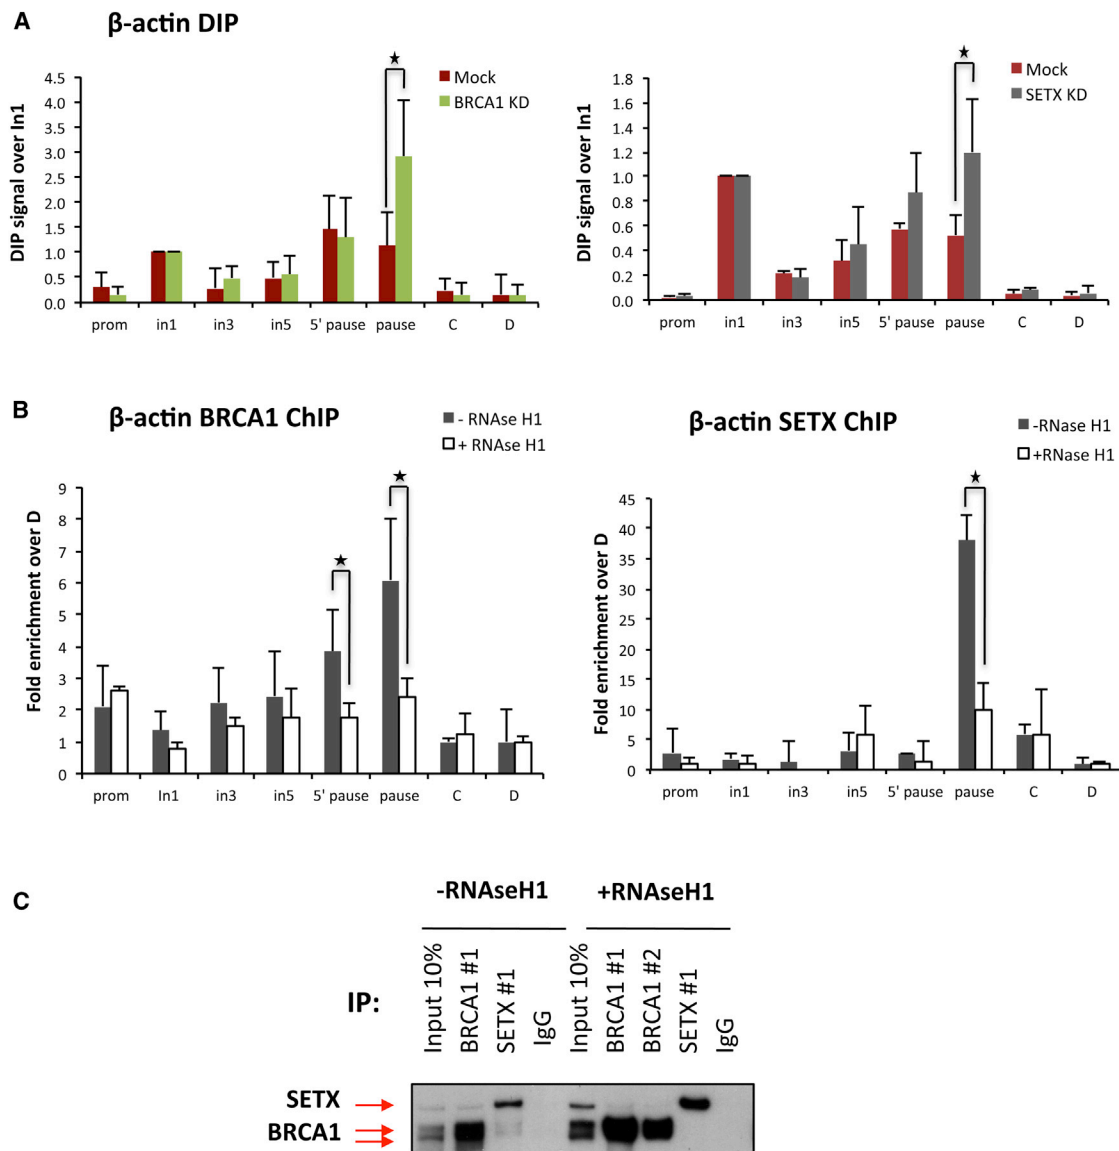 A
β-actin DIP
DIP signal over In1
4.5
4.0
3.5
3.0
2.5
2.0
1.5
1.0
0.5
0.0
Mock
BRCA1 KD
prom in1 in3 in5 5' pause pause C D
DIP signal over In1
1.8
1.6
1.4
1.2
1.0
0.8
0.6
0.4
0.2
0.0
Mock
SETX KD
prom in1 in3 in5 5' pause pause C D
B
β-actin BRCA1 ChIP
- RNAse H1
+ RNAse H1
Fold enrichment over D
9
8
7
6
5
4
3
2
1
0
prom In1 in3 in5 5' pause pause C D
β-actin SETX ChIP
-RNase H1
+RNase H1
Fold enrichment over D
45
40
35
30
25
20
15
10
5
0
prom in1 in3 in5 5' pause pause C D
C
-RNAseH1 +RNAseH1
IP:
Input 10%
BRCA1 #1
SETX #1
IgG
Input 10%
BRCA1 #1
BRCA1 #2
SETX #1
IgG
SETX
BRCA1